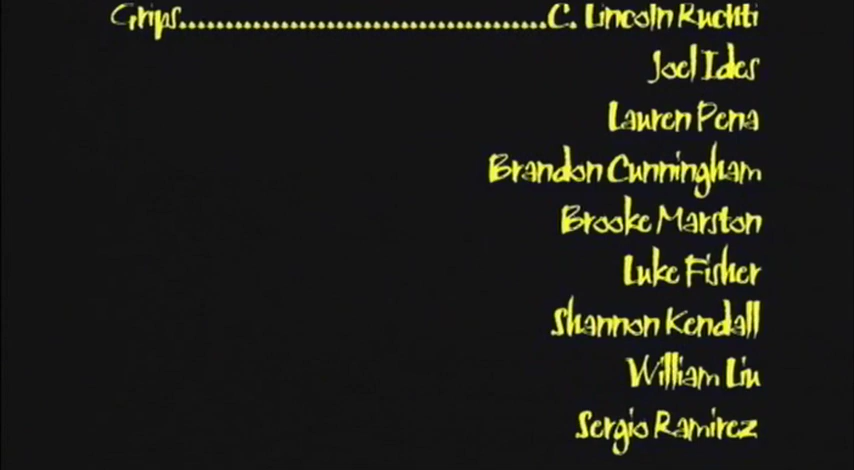 Grips.......................................C. Lincoln Ruchti
Joel Ides
Lauren Pena
Brandon Cunningham
Brooke Marston
Luke Fisher
Shannon Kendall
William Liu
Sergio Ramirez